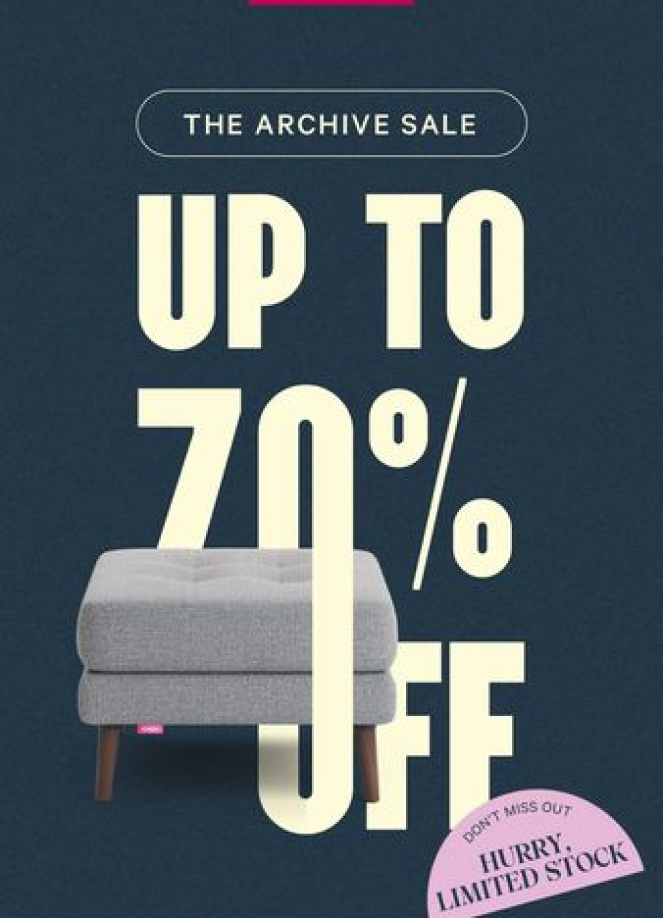 THE ARCHIVE SALE
UP TO
70%
OFF
DON'T MISS OUT
HURRY,
LIMITED STOCK